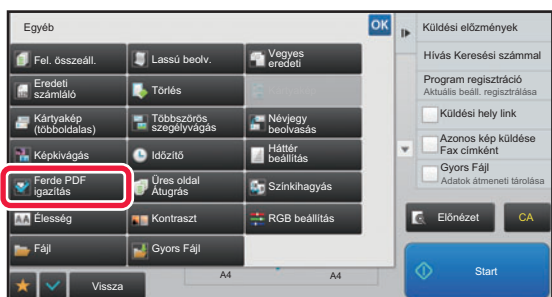 Egyéb
OK
Fel. összeáll.
Lassú beolv.
Vegyes
eredeti
Eredeti
számláló
Törlés
Kártyakép
(többoldalas)
Többszörös
szegélyvágás
Névjegy
beolvasás
Képkivágás
Időzítő
Háttér
beállítás
Ferde PDF
igazítás
Üres oldal
Átugrás
Színkihagyás
AA Élesség
Kontraszt
RGB beállítás
Fájl
Gyors Fájl
Vissza
A4
A4
Küldési előzmények
Hívás Keresési számmal
Program regisztráció
Aktuális beáll. regisztrálása
Küldési hely link
Azonos kép küldése
Fax címként
Gyors Fájl
Adatok átmeneti tárolása
Előnézet
CA
Start